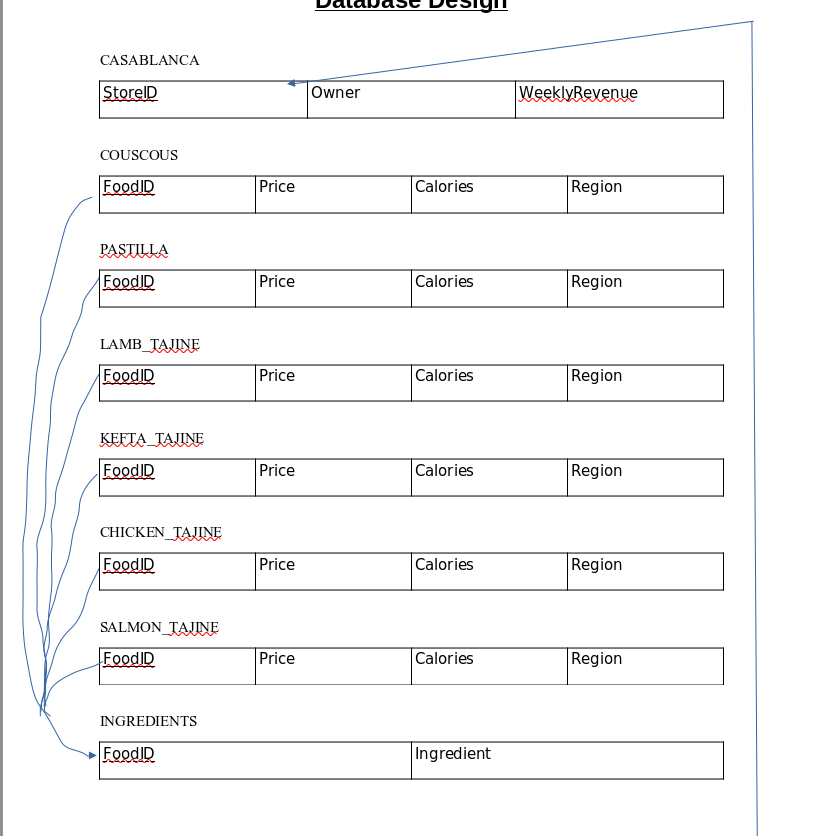 Database Design
CASABLANCA
StoreID Owner WeeklyRevenue
COUSCOUS
FoodID Price Calories Region
PASTILLA
FoodID Price Calories Region
LAMB_TAJINE
FoodID Price Calories Region
KEFTA_TAJINE
FoodID Price Calories Region
CHICKEN_TAJINE
FoodID Price Calories Region
SALMON_TAJINE
FoodID Price Calories Region
INGREDIENTS
FoodID Ingredient